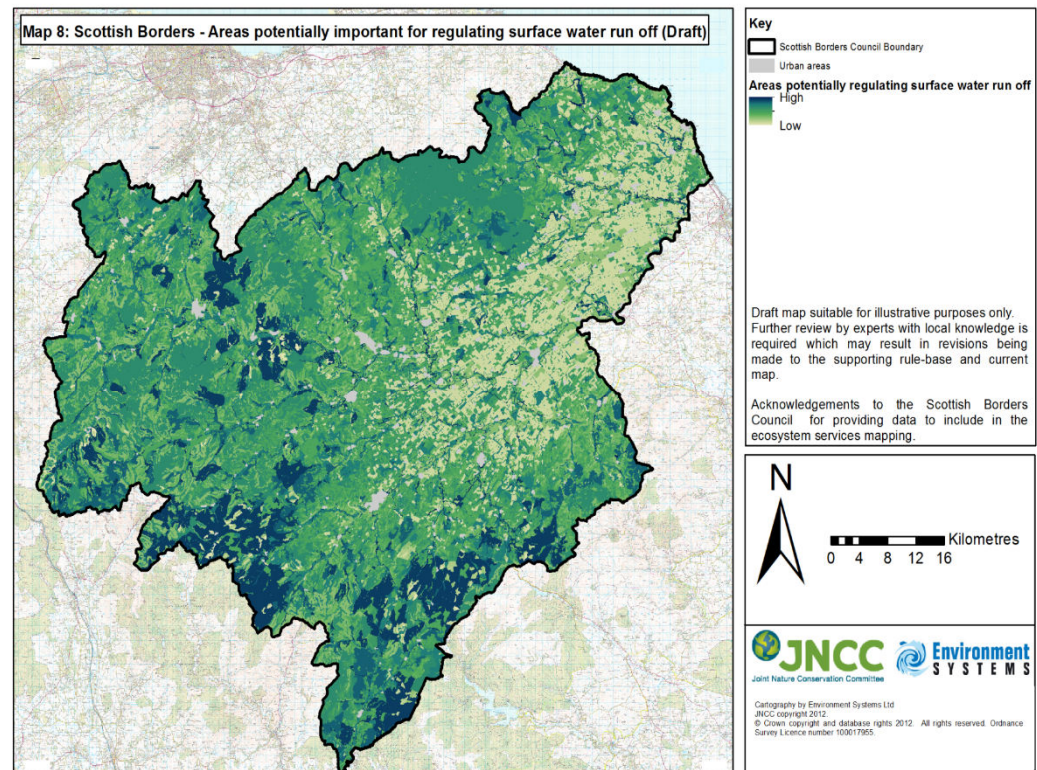 Map 8: Scottish Borders - Areas potentially important for regulating surface water run off (Draft)
Key
Scottish Borders Council Boundary
Urban areas
Areas potentially regulating surface water run off
High
Low
Draft map suitable for illustrative purposes only.
Further review by experts with local knowledge is
required which may result in revisions being
made to the supporting rule-base and current
map.
Acknowledgements to the Scottish Borders
Council for providing data to include in the
ecosystem services mapping.
N
Kilometres
0 4 8 12 16
JNCC
Joint Nature Conservation Committee
Environment
SYSTEMS
Cartography by Environment Systems Ltd
JNCC copyright 2012.
© Crown copyright and database rights 2012. All rights reserved. Ordnance
Survey Licence number 100017955.